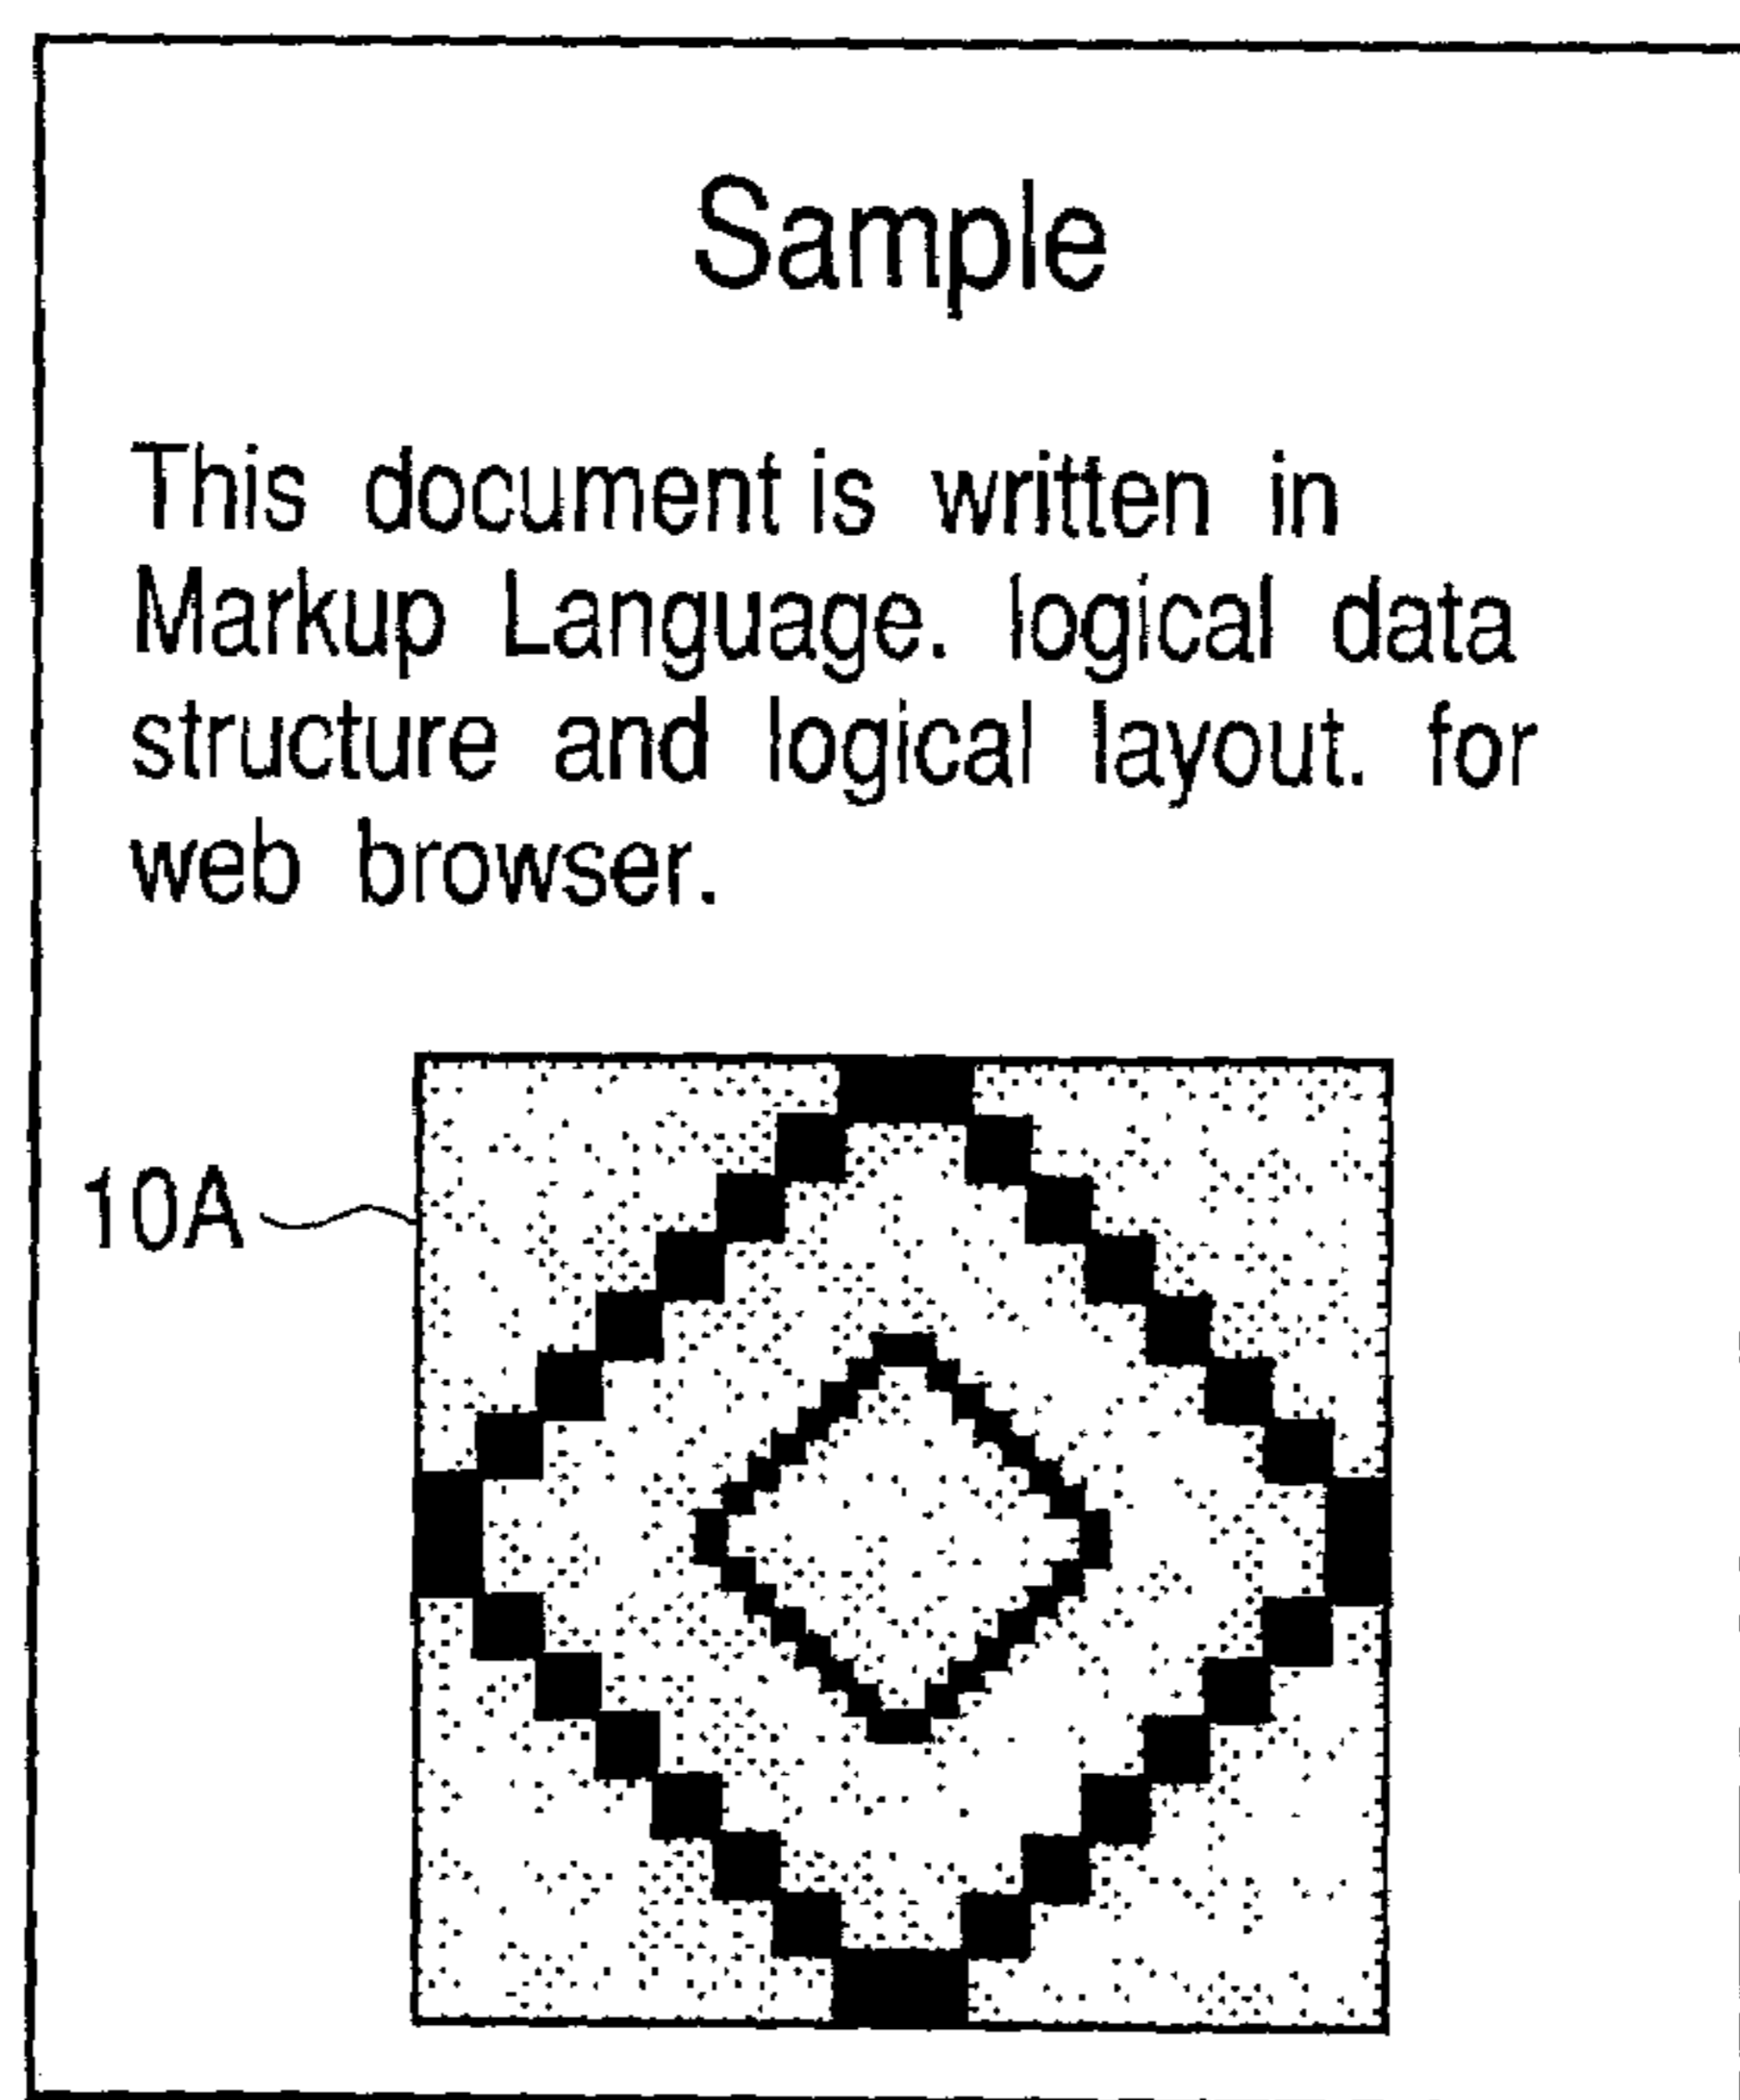 Sample
This document is written in
Markup Language. logical data
structure and logical layout. for
web browser.
10A